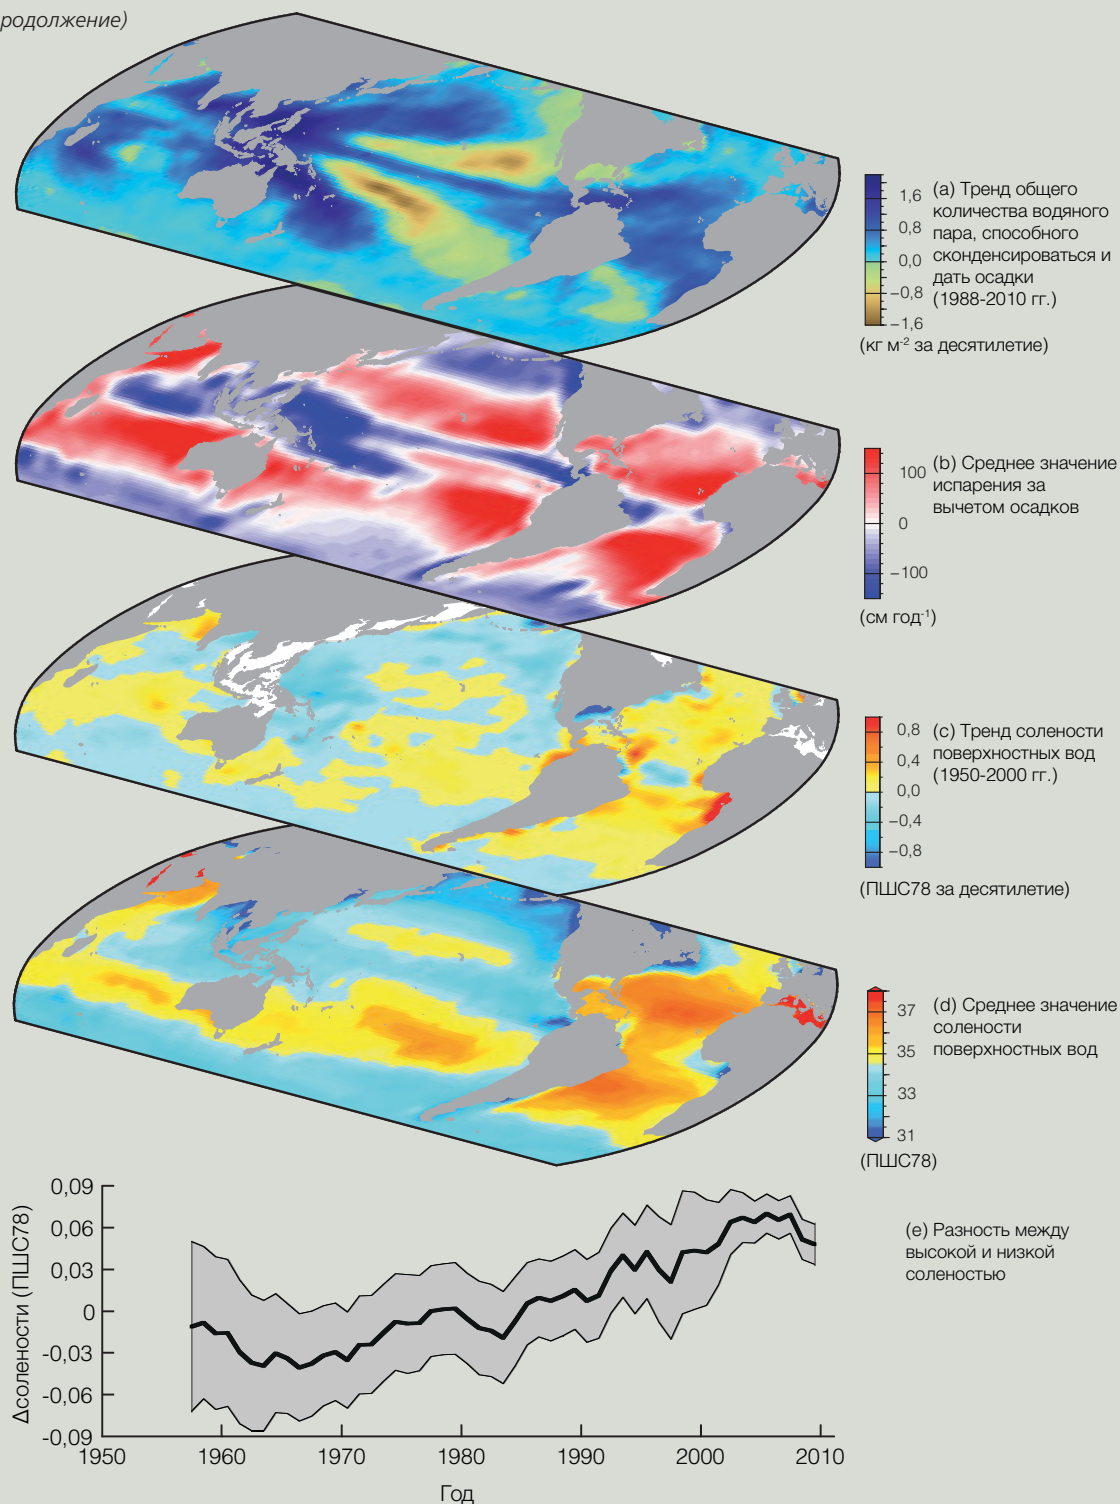 родолжение)
1,6
0,8
0,0
−0,8
−1,6
(a) Тренд общего
количества водяного
пара, способного
сконденсироваться и
дать осадки
(1988-2010 гг.)
(кг м-2 за десятилетие)
100
0
−100
(b) Среднее значение
испарения за
вычетом осадков
(см год-1)
0,8
0,4
0,0
−0,4
−0,8
(c) Тренд солености
поверхностных вод
(1950-2000 гг.)
(ПШС78 за десятилетие)
37
35
33
31
(d) Среднее значение
солености
поверхностных вод
(ПШС78)
0,09
0,06
0,03
0
-0,03
-0,06
-0,09
Δсолености (ПШС78)
(e) Разность между
высокой и низкой
соленостью
1950 1960 1970 1980 1990 2000 2010
Год